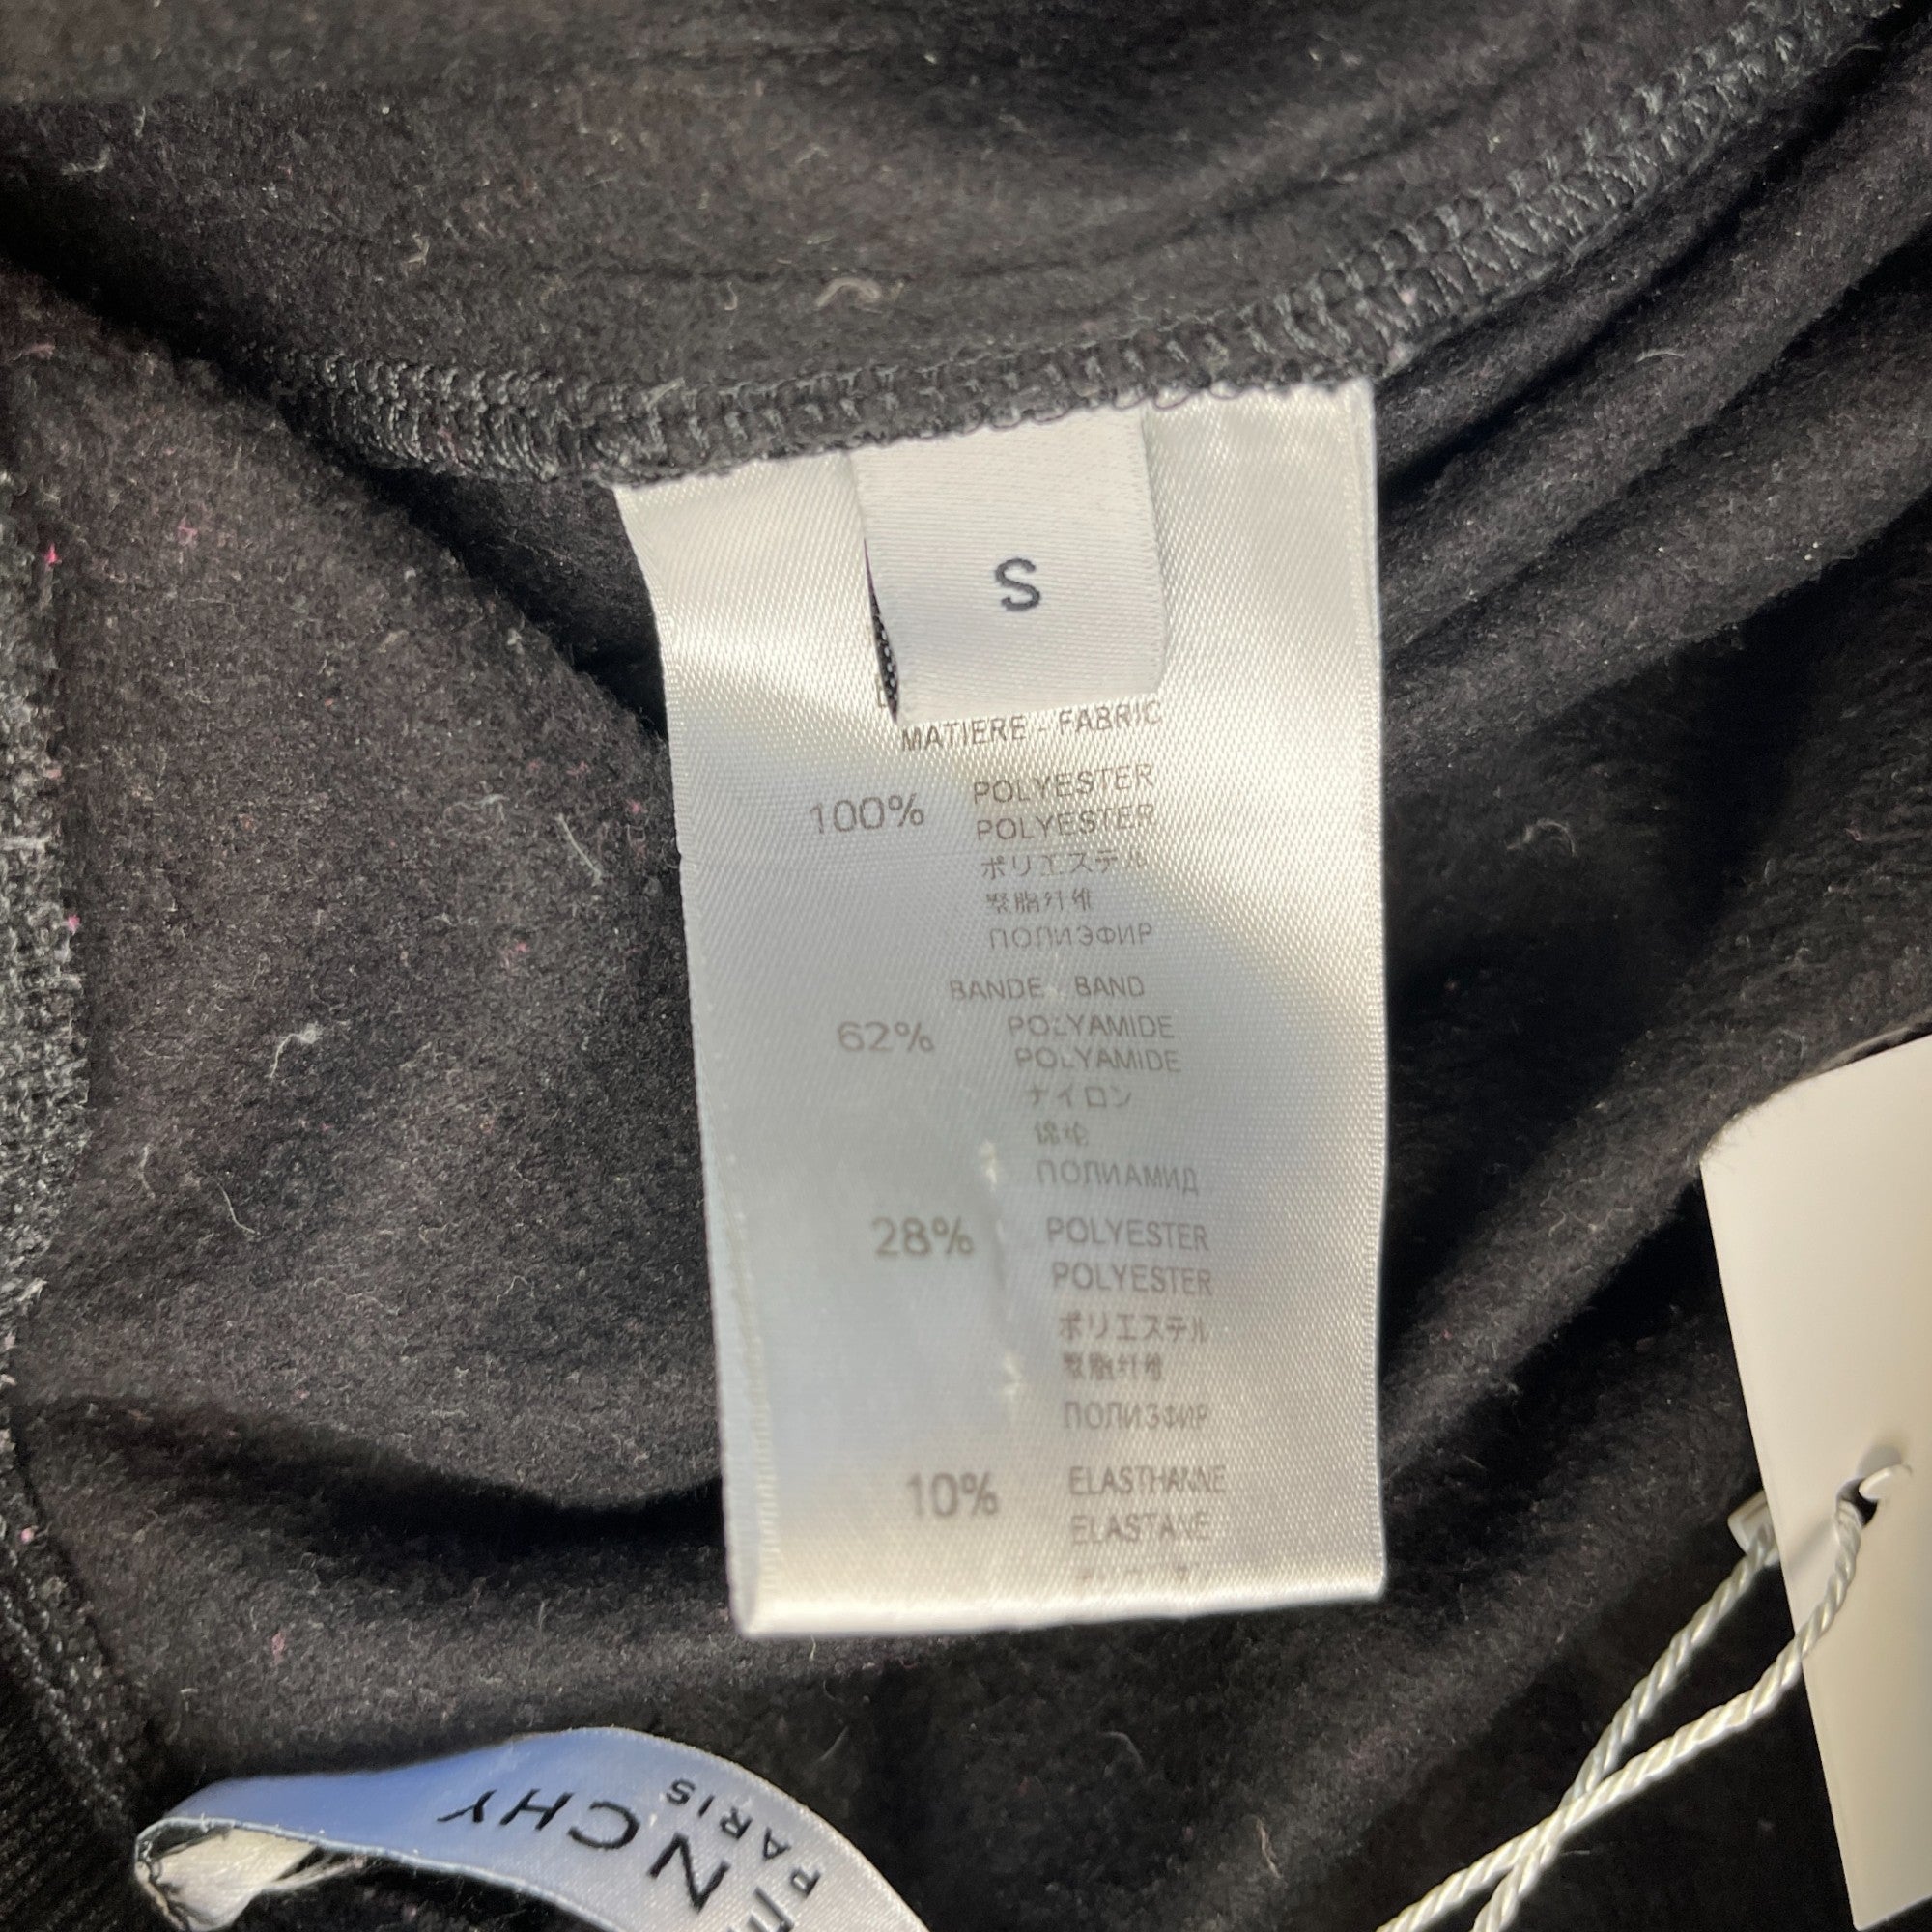 S
MATIERE - FABRIC
100% POLYESTER
POLYESTER
ポリエステル
聚脂纤维
ПОЛИЭФИР
BANDE - BAND
62% POLYAMIDE
POLYAMIDE
ナイロン
锦纶
ПОЛИАМИД
28% POLYESTER
POLYESTER
ポリエステル
聚脂纤维
ПОЛИЭФИР
10% ELASTHANNE
ELASTANE
NCHY
PARIS